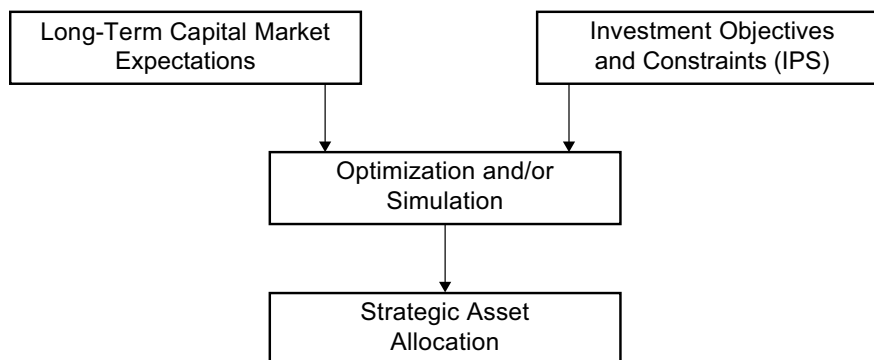 Long-Term Capital Market
Expectations
Investment Objectives
and Constraints (IPS)
Optimization and/or
Simulation
Strategic Asset
Allocation